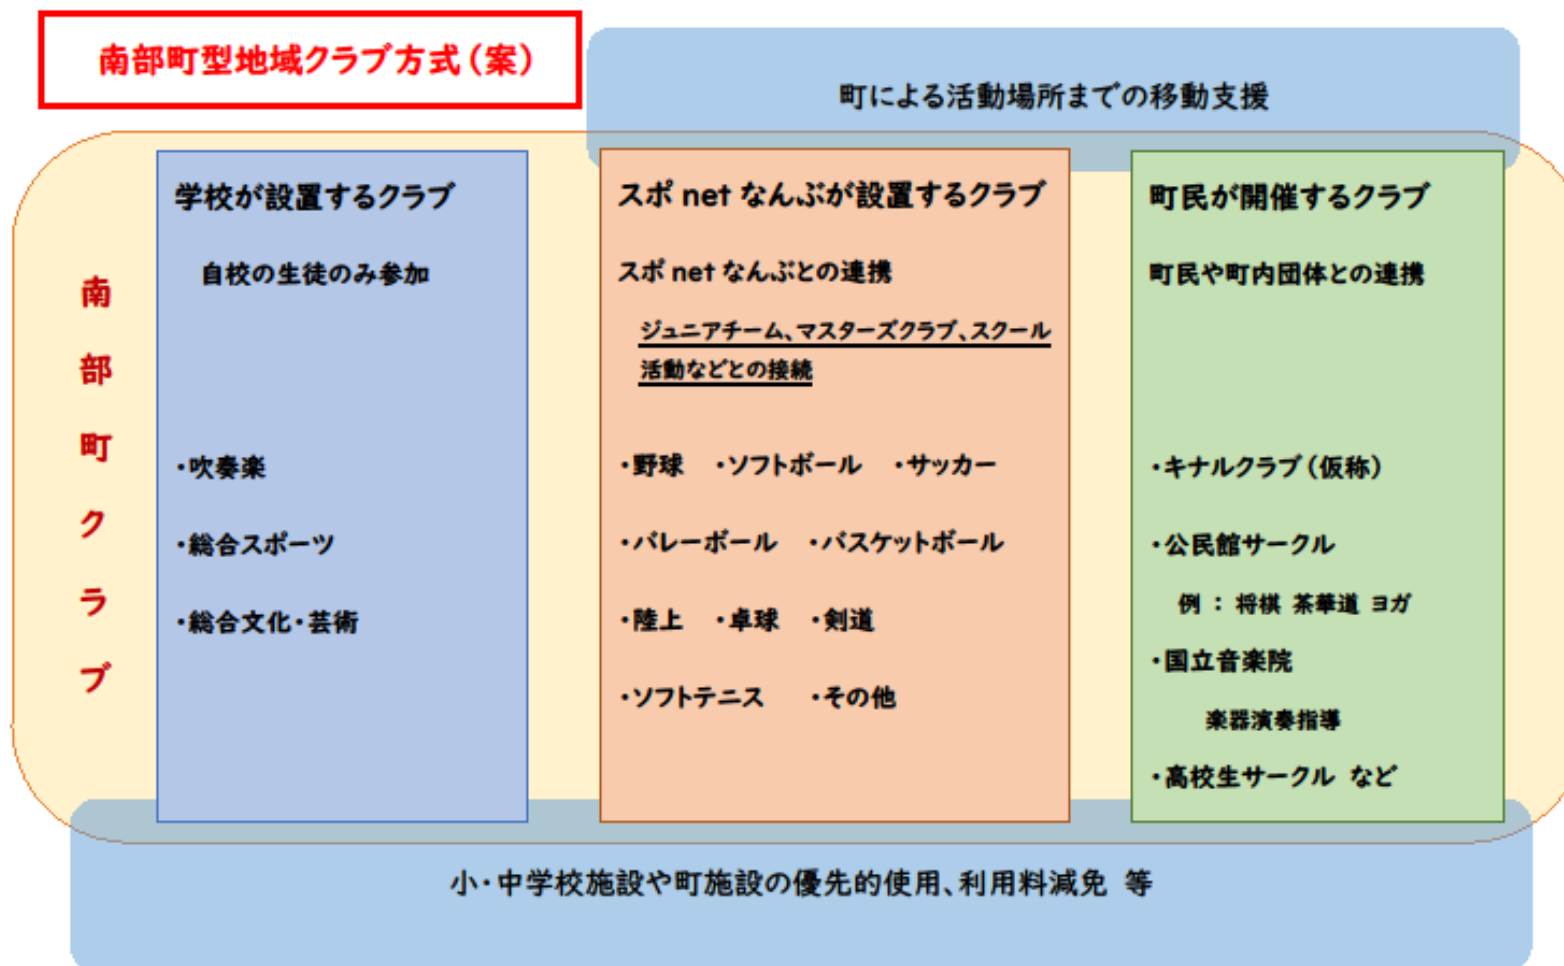 南部町型地域クラブ方式(案)
町による活動場所までの移動支援
南部町クラブ
学校が設置するクラブ
自校の生徒のみ参加
・吹奏楽
・総合スポーツ
・総合文化・芸術
スポ net なんぶが設置するクラブ
スポ net なんぶとの連携
ジュニアチーム、マスターズクラブ、スクール
活動などとの接続
・野球 ・ソフトボール ・サッカー
・バレーボール ・バスケットボール
・陸上 ・卓球 ・剣道
・ソフトテニス ・その他
町民が開催するクラブ
町民や町内団体との連携
・キナルクラブ(仮称)
・公民館サークル
例 : 将棋 茶華道 ヨガ
・国立音楽院
楽器演奏指導
・高校生サークル など
小・中学校施設や町施設の優先的使用、利用料減免 等